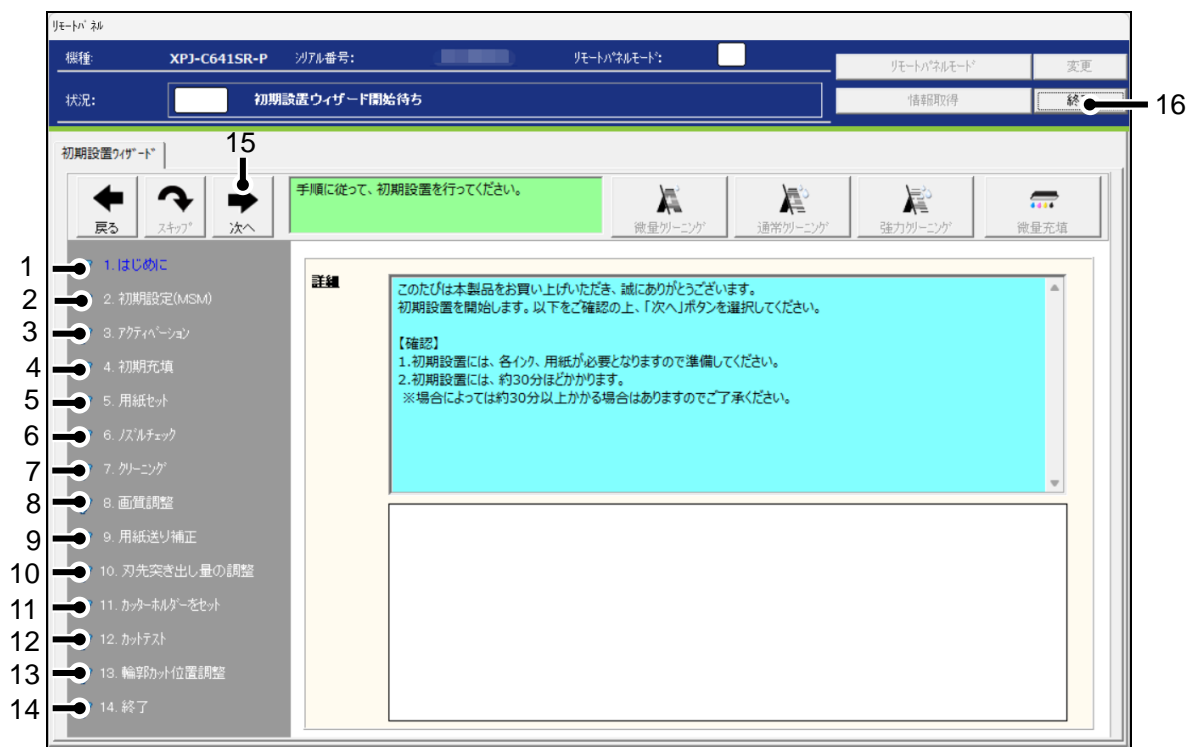 リモートパネル
機種: XPJ-C641SR-P シリアル番号: リモートパネルモード:
リモートパネルモード 変更
状況: 初期設置ウィザード開始待ち
情報取得 終了 16
初期設置ウィザード
15
戻る スキップ 次へ
手順に従って、初期設置を行ってください。
微量クリーニング 通常クリーニング 強力クリーニング 微量充填
1 1. はじめに
2 2. 初期設定(MSM)
3 3. アクティベーション
4 4. 初期充填
5 5. 用紙セット
6 6. ノズルチェック
7 7. クリーニング
8 8. 画質調整
9 9. 用紙送り補正
10 10. 刃先突き出し量の調整
11 11. カッターホルダーをセット
12 12. カットテスト
13 13. 輪郭カット位置調整
14 14. 終了
詳細
このたびは本製品をお買い上げいただき、誠にありがとうございます。
初期設置を開始します。以下をご確認の上、「次へ」ボタンを選択してください。
【確認】
1.初期設置には、各インク、用紙が必要となりますので準備してください。
2.初期設置には、約30分ほどかかります。
※場合によっては約30分以上かかる場合はありますのでご了承ください。